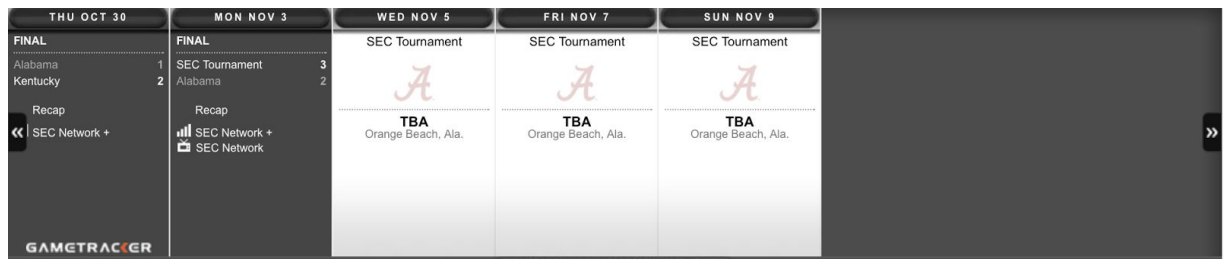 THU OCT 30
FINAL
Alabama 1
Kentucky 2
Recap
SEC Network +
GAMETRACKER
MON NOV 3
FINAL
SEC Tournament 3
Alabama 2
Recap
SEC Network +
SEC Network
WED NOV 5
SEC Tournament
A
TBA
Orange Beach, Ala.
FRI NOV 7
SEC Tournament
A
TBA
Orange Beach, Ala.
SUN NOV 9
SEC Tournament
A
TBA
Orange Beach, Ala.